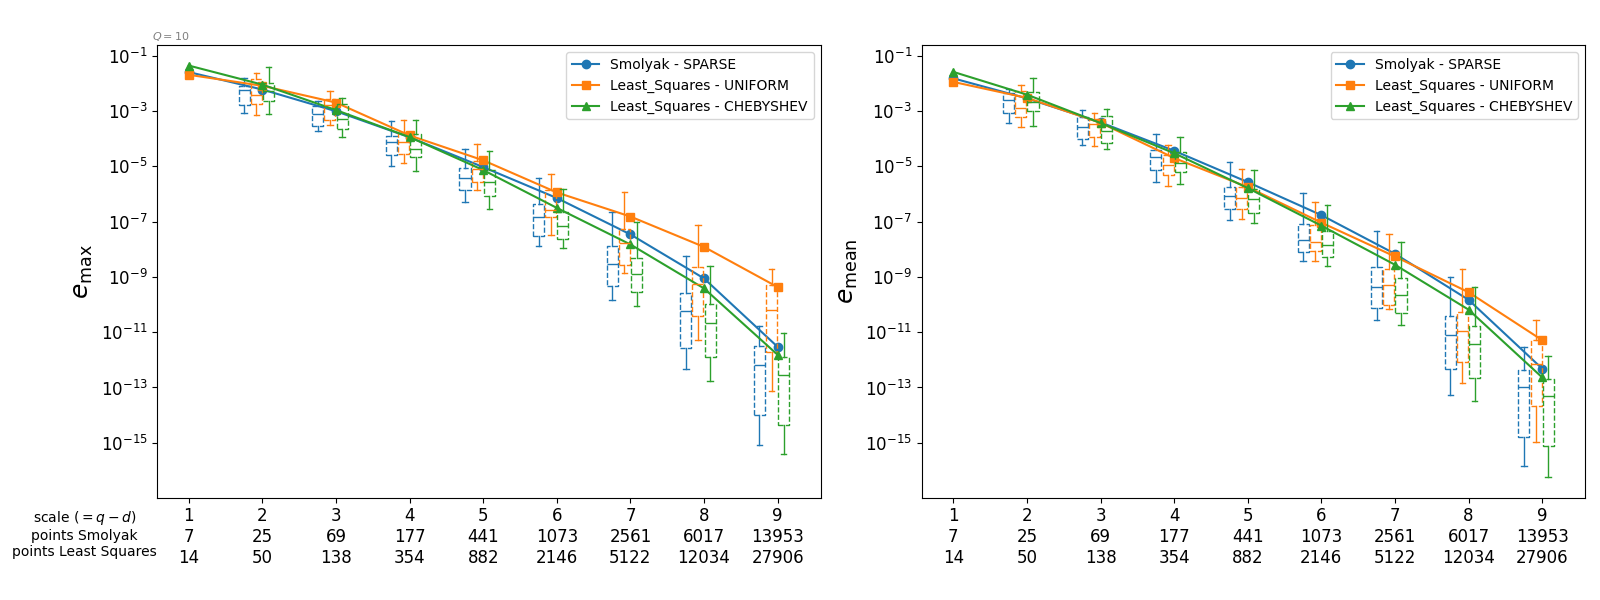 Q = 10
10⁻¹
10⁻³
10⁻⁵
10⁻⁷
10⁻⁹
10⁻¹¹
10⁻¹³
10⁻¹⁵
e_max
Smolyak - SPARSE
Least_Squares - UNIFORM
Least_Squares - CHEBYSHEV
scale (= q − d) 1 2 3 4 5 6 7 8 9
points Smolyak 7 25 69 177 441 1073 2561 6017 13953
points Least Squares 14 50 138 354 882 2146 5122 12034 27906
10⁻¹
10⁻³
10⁻⁵
10⁻⁷
10⁻⁹
10⁻¹¹
10⁻¹³
10⁻¹⁵
e_mean
Smolyak - SPARSE
Least_Squares - UNIFORM
Least_Squares - CHEBYSHEV
1 2 3 4 5 6 7 8 9
7 25 69 177 441 1073 2561 6017 13953
14 50 138 354 882 2146 5122 12034 27906